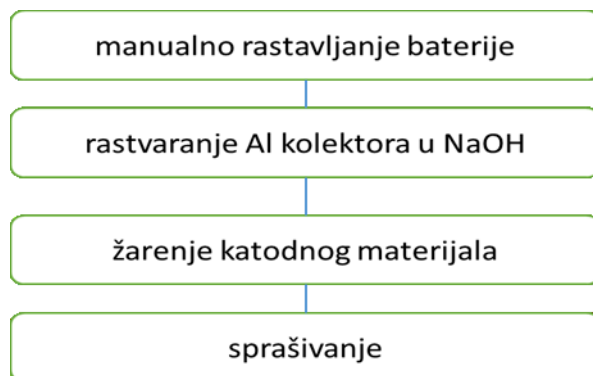 manualno rastavljanje baterije
rastvaranje Al kolektora u NaOH
žarenje katodnog materijala
sprašivanje